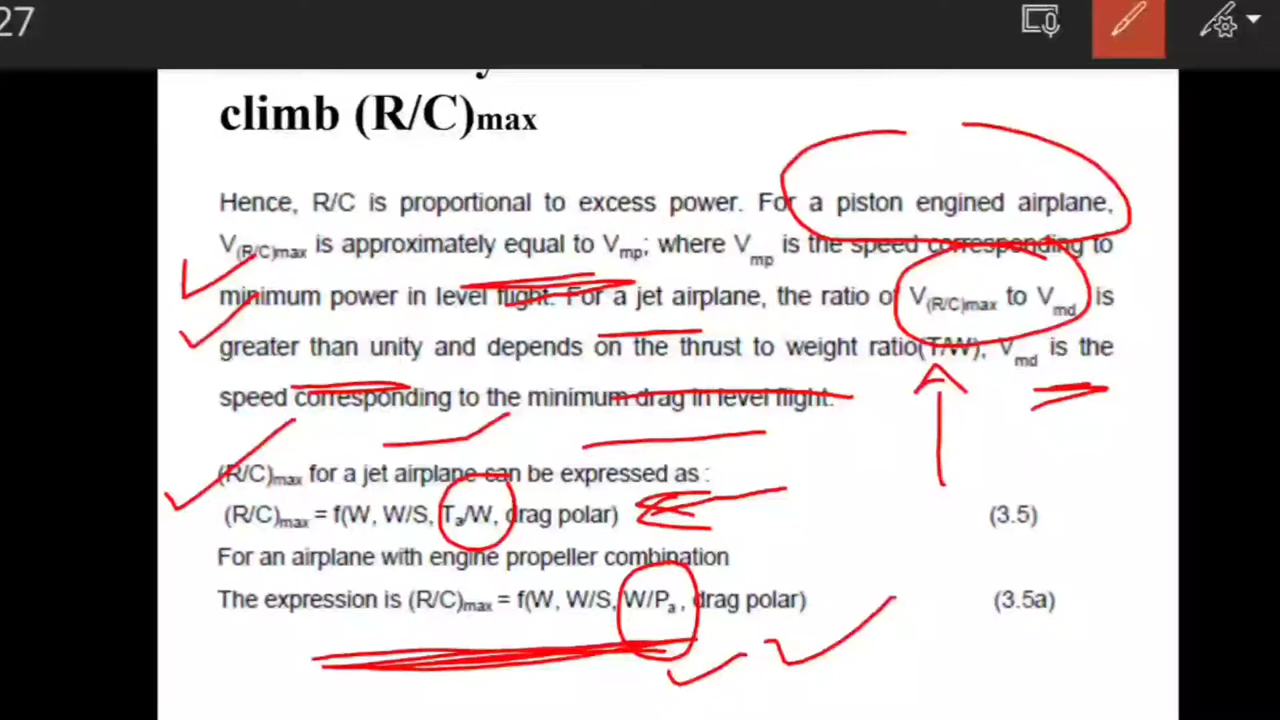 27
climb (R/C)max
Hence, R/C is proportional to excess power. For a piston engined airplane,
V(R/C)max is approximately equal to Vmp; where Vmp is the speed corresponding to
minimum power in level flight. For a jet airplane, the ratio of V(R/C)max to Vmd is
greater than unity and depends on the thrust to weight ratio(T/W), Vmd is the
speed corresponding to the minimum drag in level flight.
(R/C)max for a jet airplane can be expressed as :
(R/C)max = f(W, W/S, Ta/W, drag polar) (3.5)
For an airplane with engine propeller combination
The expression is (R/C)max = f(W, W/S, W/Pa , drag polar) (3.5a)